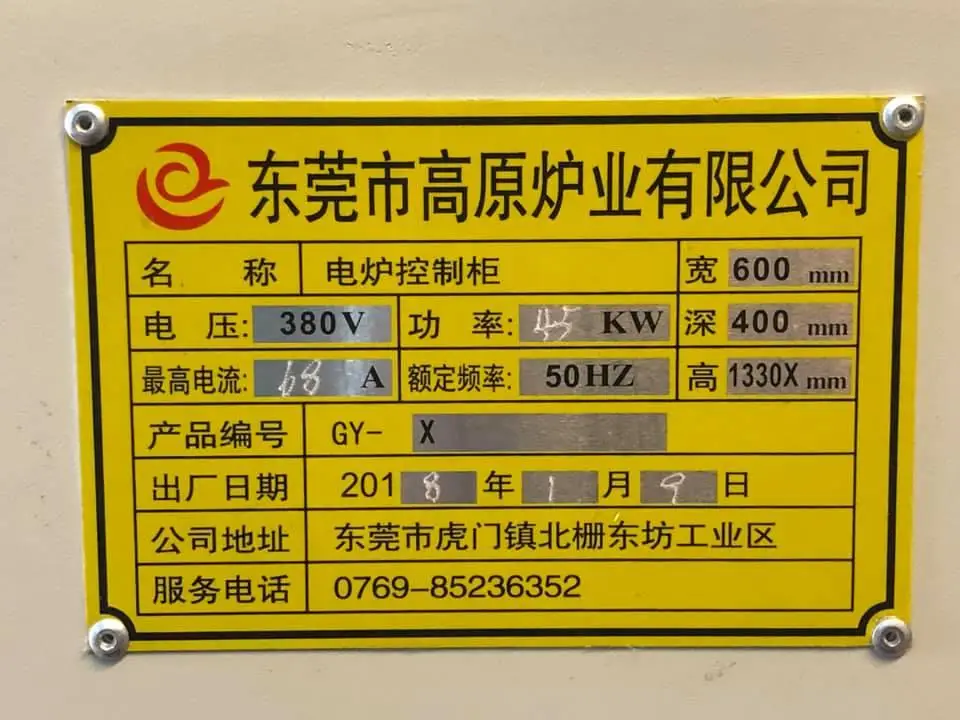 东莞市高原炉业有限公司
名 称 电炉控制柜 宽 600 mm
电 压: 380V 功 率: 45 KW 深 400 mm
最高电流: 68 A 额定频率: 50HZ 高 1330X mm
产品编号 GY- X
出厂日期 2018 年 1 月 9 日
公司地址 东莞市虎门镇北栅东坊工业区
服务电话 0769-85236352